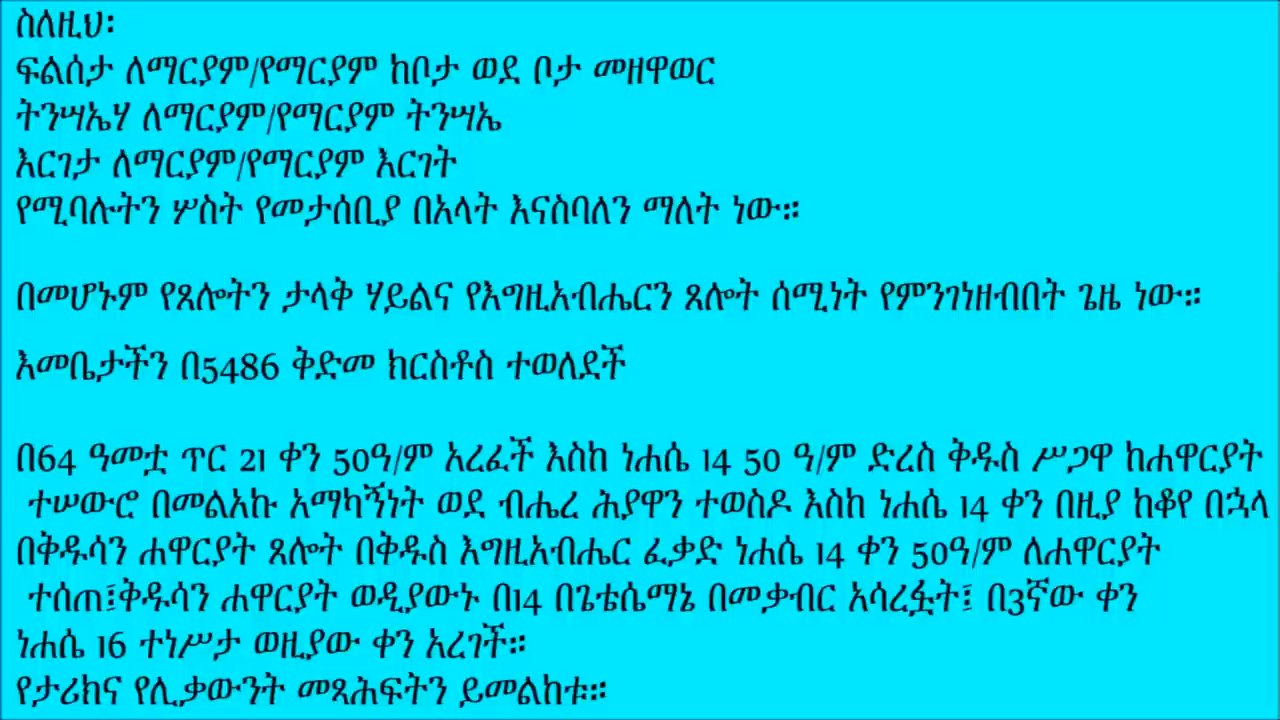 ስለዚህ፡
ፍልሰታ ለማርያም/የማርያም ከቦታ ወደ ቦታ መዘዋወር
ትንሣኤሃ ለማርያም/የማርያም ትንሣኤ
እርገታ ለማርያም/የማርያም እርገት
የሚባሉትን ሦስት የመታሰቢያ በአላት እናስባለን ማለት ነው።
በመሆኑም የጸሎትን ታላቅ ሃይልና የእግዚአብሔርን ጸሎት ሰሚነት የምንገነዘብበት ጌዜ ነው።
እመቤታችን በ5486 ቅድመ ክርስቶስ ተወለደች
በ64 ዓመቷ ጥር 21 ቀን 50ዓ/ም አረፈች እስከ ነሐሴ 14 50 ዓ/ም ድረስ ቅዱስ ሥጋዋ ከሐዋርያት
ተሠውሮ በመልአኩ አማካኝነት ወደ ብሔረ ሕያዋን ተወስዶ እስከ ነሐሴ 14 ቀን በዚያ ከቆየ በኋላ
በቅዱሳን ሐዋርያት ጸሎት በቅዱስ እግዚአብሔር ፈቃድ ነሐሴ 14 ቀን 50ዓ/ም ለሐዋርያት
ተሰጠ፤ቅዱሳን ሐዋርያት ወዲያውኑ በ14 በጌቴሴማኔ በመቃብር አሳረፏት፤ በ3ኛው ቀን
ነሐሴ 16 ተነሥታ ወዚያው ቀን አረገች።
የታሪክና የሊቃውንት መጻሕፍትን ይመልከቱ።